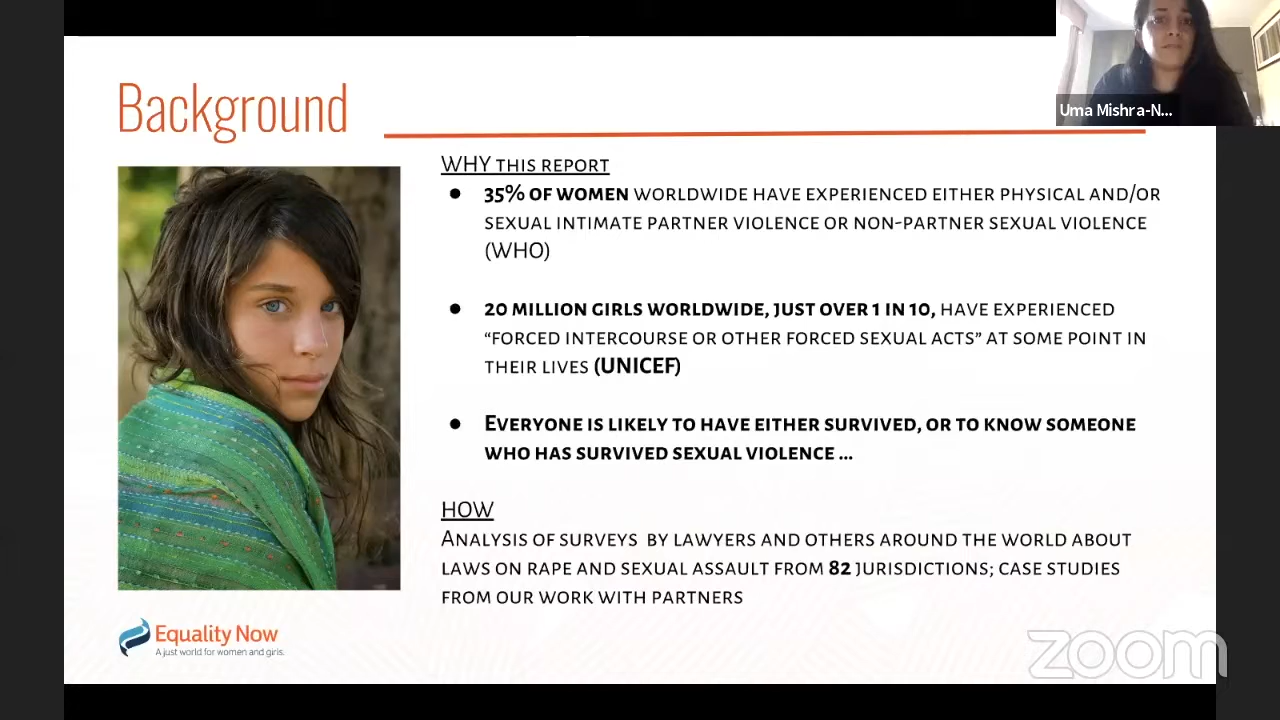 Background
Uma Mishra-N...
WHY THIS REPORT
● 35% OF WOMEN WORLDWIDE HAVE EXPERIENCED EITHER PHYSICAL AND/OR
SEXUAL INTIMATE PARTNER VIOLENCE OR NON-PARTNER SEXUAL VIOLENCE
(WHO)
● 20 MILLION GIRLS WORLDWIDE, JUST OVER 1 IN 10, HAVE EXPERIENCED
“FORCED INTERCOURSE OR OTHER FORCED SEXUAL ACTS” AT SOME POINT IN
THEIR LIVES (UNICEF)
● EVERYONE IS LIKELY TO HAVE EITHER SURVIVED, OR TO KNOW SOMEONE
WHO HAS SURVIVED SEXUAL VIOLENCE ...
HOW
ANALYSIS OF SURVEYS BY LAWYERS AND OTHERS AROUND THE WORLD ABOUT
LAWS ON RAPE AND SEXUAL ASSAULT FROM 82 JURISDICTIONS; CASE STUDIES
FROM OUR WORK WITH PARTNERS
Equality Now
A just world for women and girls.
zoom